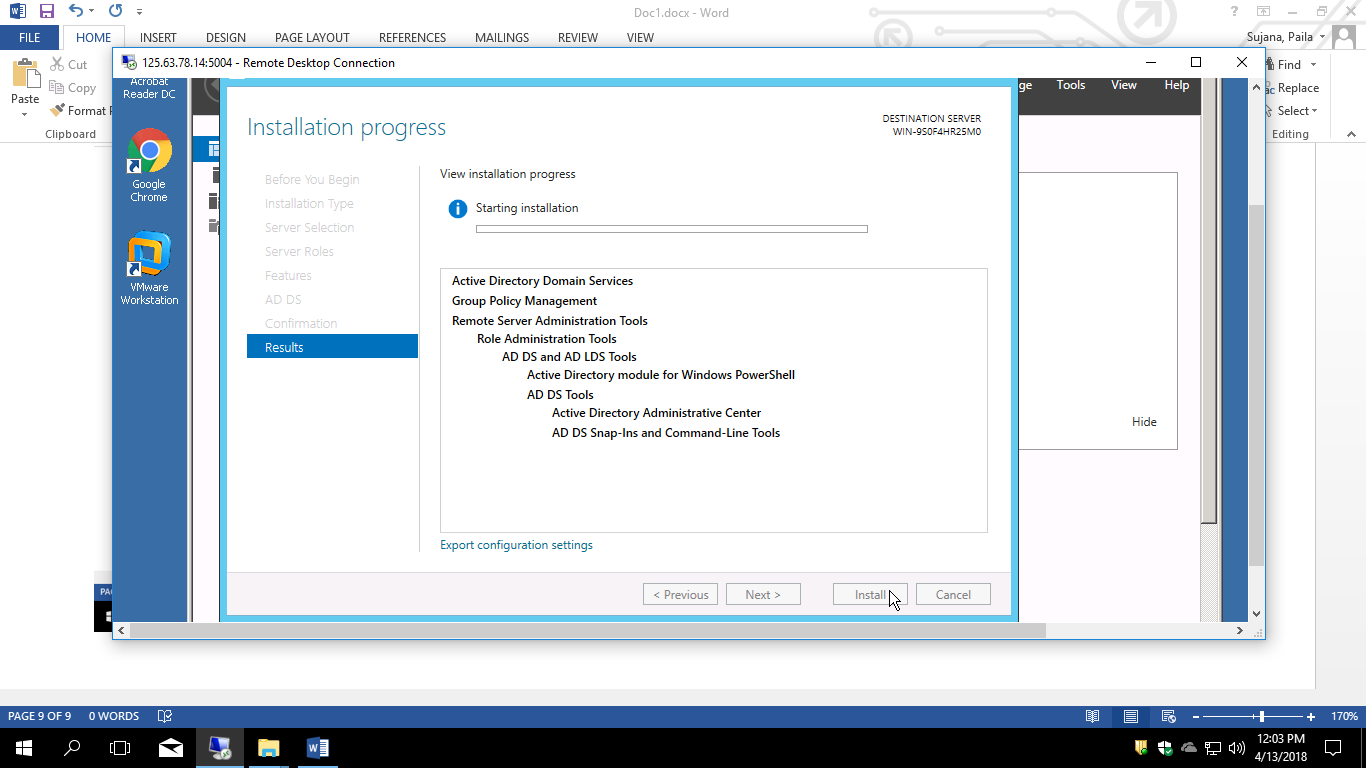 Doc1.docx - Word
FILE HOME INSERT DESIGN PAGE LAYOUT REFERENCES MAILINGS REVIEW VIEW
Sujana, Paila
Paste
Cut
Copy
Format
Clipboard
Find
Replace
Select
Editing
125.63.78.14:5004 - Remote Desktop Connection
Acrobat
Reader DC
Google
Chrome
VMware
Workstation
ge Tools View Help
Installation progress
DESTINATION SERVER
WIN-9S0F4HR25M0
Before You Begin
Installation Type
Server Selection
Server Roles
Features
AD DS
Confirmation
Results
View installation progress
Starting installation
Active Directory Domain Services
Group Policy Management
Remote Server Administration Tools
Role Administration Tools
AD DS and AD LDS Tools
Active Directory module for Windows PowerShell
AD DS Tools
Active Directory Administrative Center
AD DS Snap-Ins and Command-Line Tools
Export configuration settings
Hide
< Previous Next > Install Cancel
PA
PAGE 9 OF 9 0 WORDS
170%
12:03 PM
4/13/2018